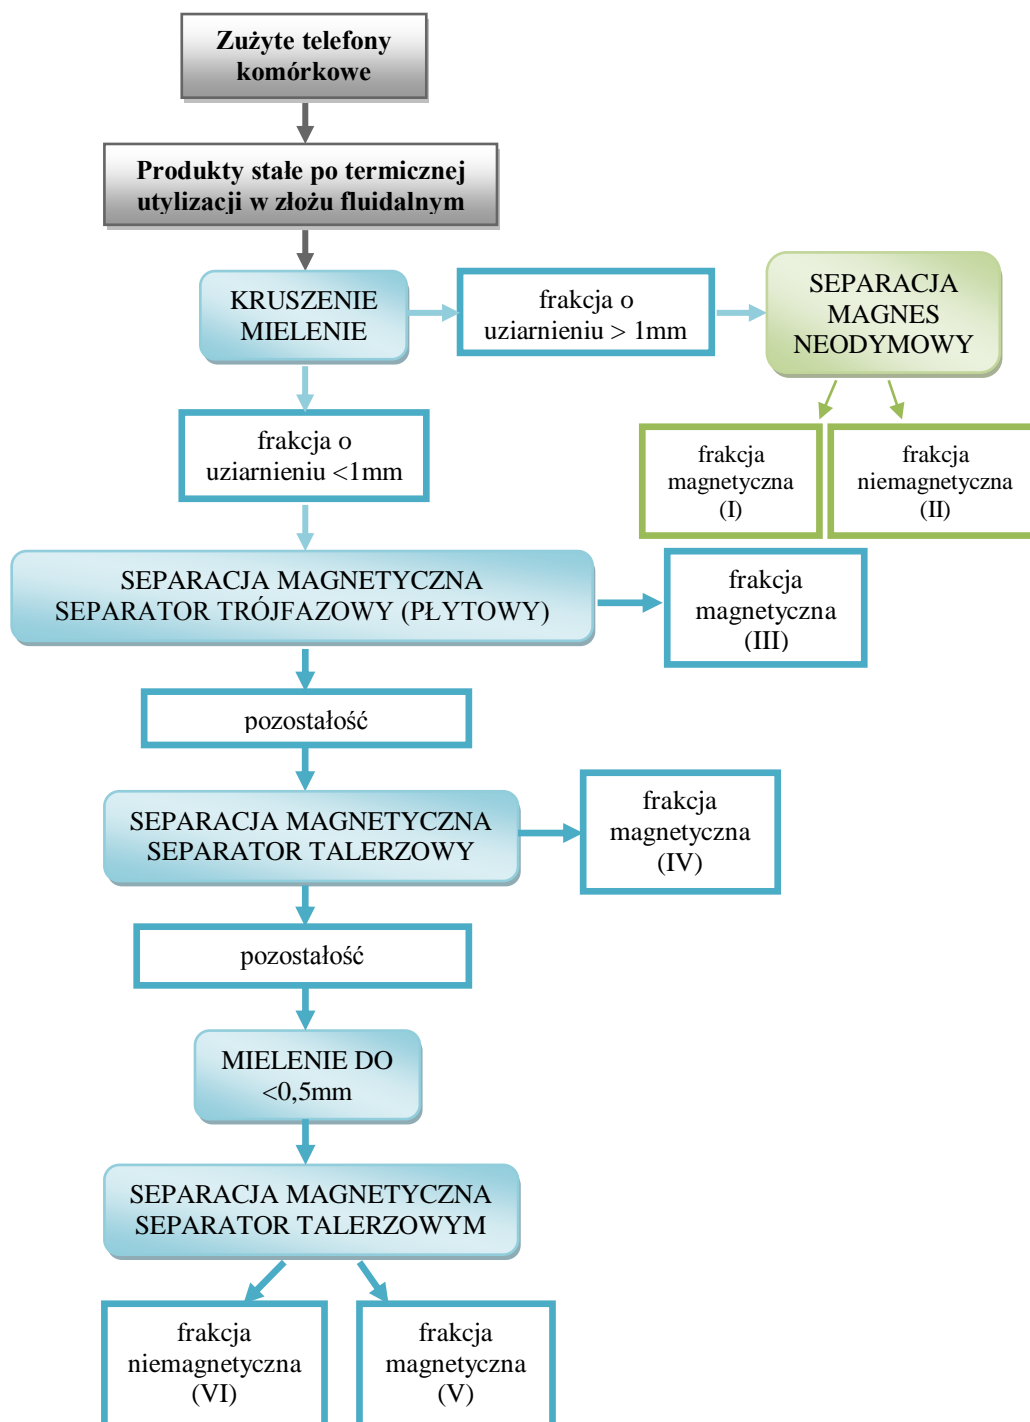 Zużyte telefony
komórkowe
Produkty stałe po termicznej
utylizacji w złożu fluidalnym
KRUSZENIE
MIELENIE
frakcja o
uziarnieniu > 1mm
SEPARACJA
MAGNES
NEODYMOWY
frakcja o
uziarnieniu <1mm
frakcja
magnetyczna
(I)
frakcja
niemagnetyczna
(II)
SEPARACJA MAGNETYCZNA
SEPARATOR TRÓJFAZOWY (PŁYTOWY)
frakcja
magnetyczna
(III)
pozostałość
SEPARACJA MAGNETYCZNA
SEPARATOR TALERZOWY
frakcja
magnetyczna
(IV)
pozostałość
MIELENIE DO
<0,5mm
SEPARACJA MAGNETYCZNA
SEPARATOR TALERZOWYM
frakcja
niemagnetyczna
(VI)
frakcja
magnetyczna
(V)